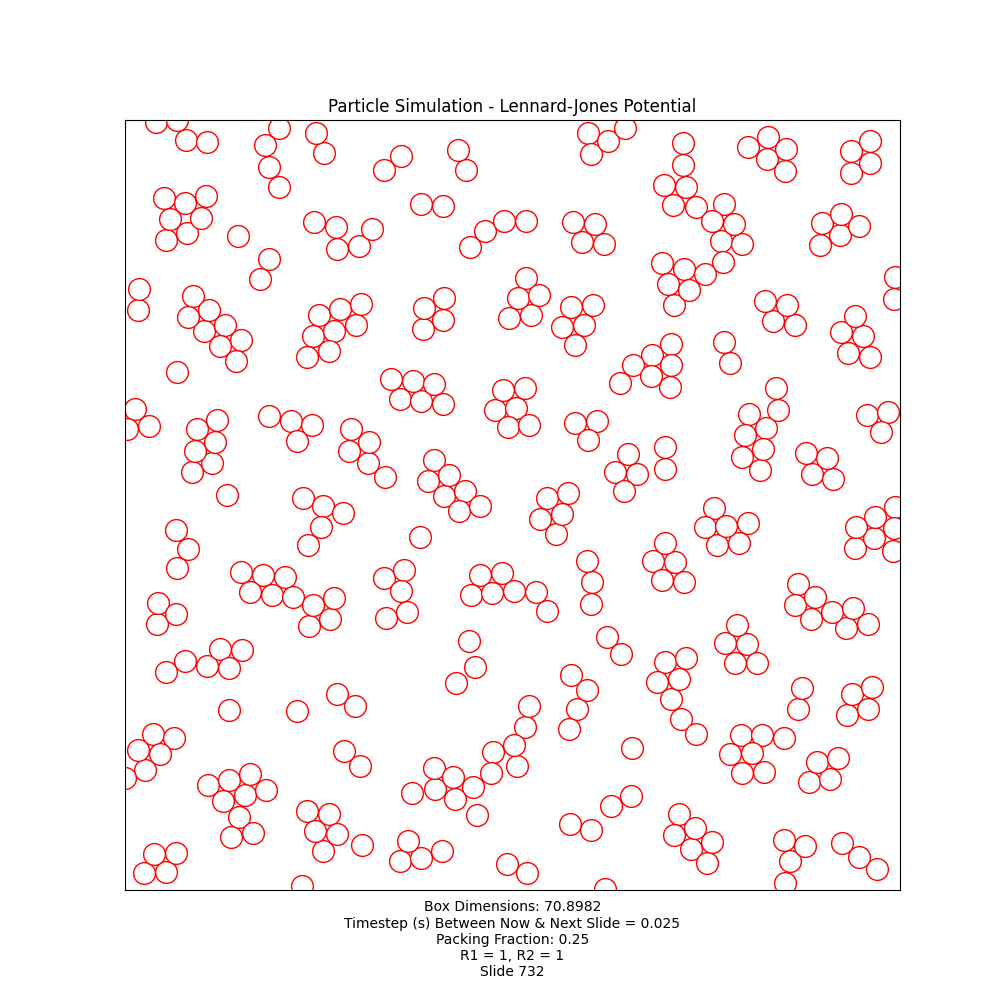 Particle Simulation - Lennard-Jones Potential
Box Dimensions: 70.8982
Timestep (s) Between Now & Next Slide = 0.025
Packing Fraction: 0.25
R1 = 1, R2 = 1
Slide 732